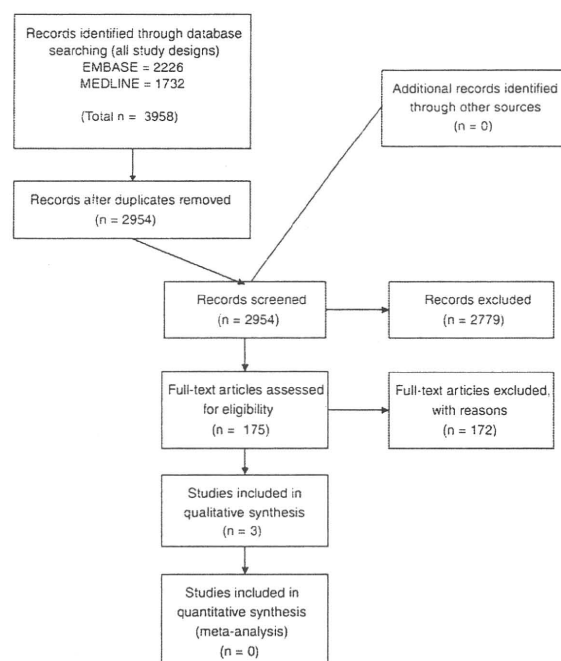 Records identified through database
searching (all study designs)
EMBASE = 2226
MEDLINE = 1732
(Total n = 3958)
Additional records identified
through other sources
(n = 0)
Records after duplicates removed
(n = 2954)
Records screened
(n = 2954)
Records excluded
(n = 2779)
Full-text articles assessed
for eligibility
(n = 175)
Full-text articles excluded,
with reasons
(n = 172)
Studies included in
qualitative synthesis
(n = 3)
Studies included in
quantitative synthesis
(meta-analysis)
(n = 0)